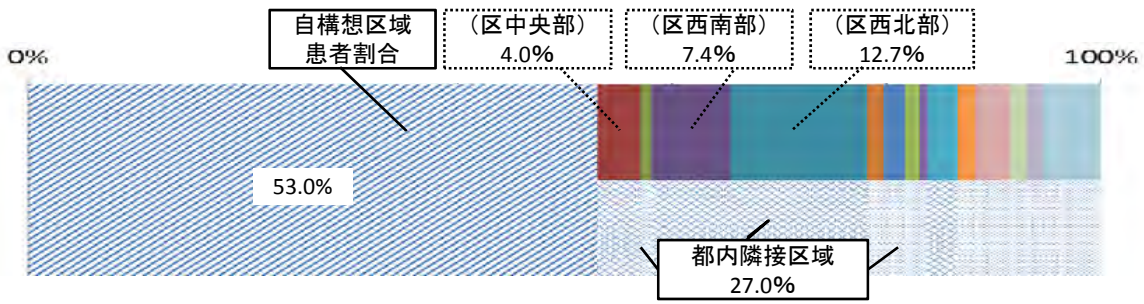 自構想区域
患者割合
（区中央部）
4.0%
（区西南部）
7.4%
（区西北部）
12.7%
0%
100%
53.0%
都内隣接区域
27.0%